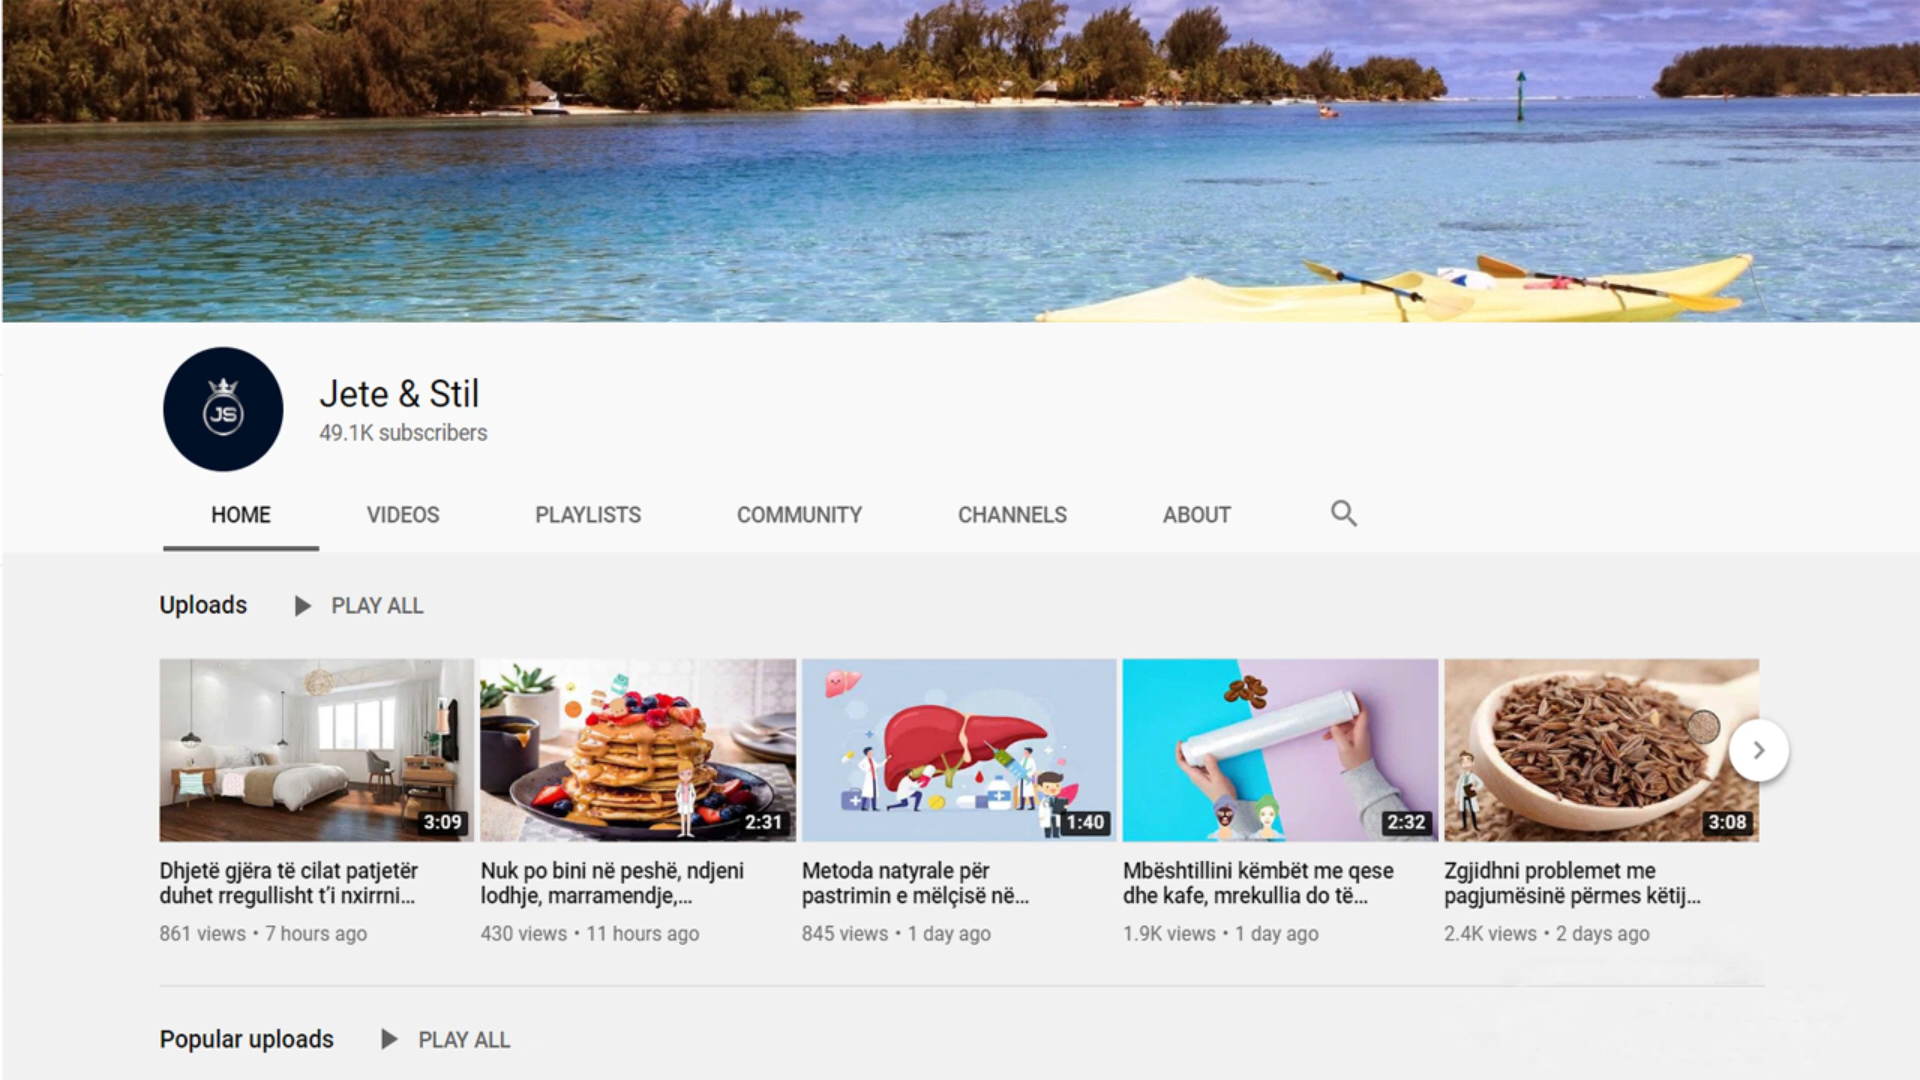 JS
Jete & Stil
49.1K subscribers
HOME VIDEOS PLAYLISTS COMMUNITY CHANNELS ABOUT
Uploads PLAY ALL
3:09 2:31 1:40 2:32 3:08
Dhjetë gjëra të cilat patjetër
duhet rregullisht t'i nxirrni...
861 views • 7 hours ago
Nuk po bini në peshë, ndjeni
lodhje, marramendje,...
430 views • 11 hours ago
Metoda natyrale për
pastrimin e mëlçisë në...
845 views • 1 day ago
Mbështillini këmbët me qese
dhe kafe, mrekullia do të...
1.9K views • 1 day ago
Zgjidhni problemet me
pagjumësinë përmes këtij...
2.4K views • 2 days ago
Popular uploads PLAY ALL